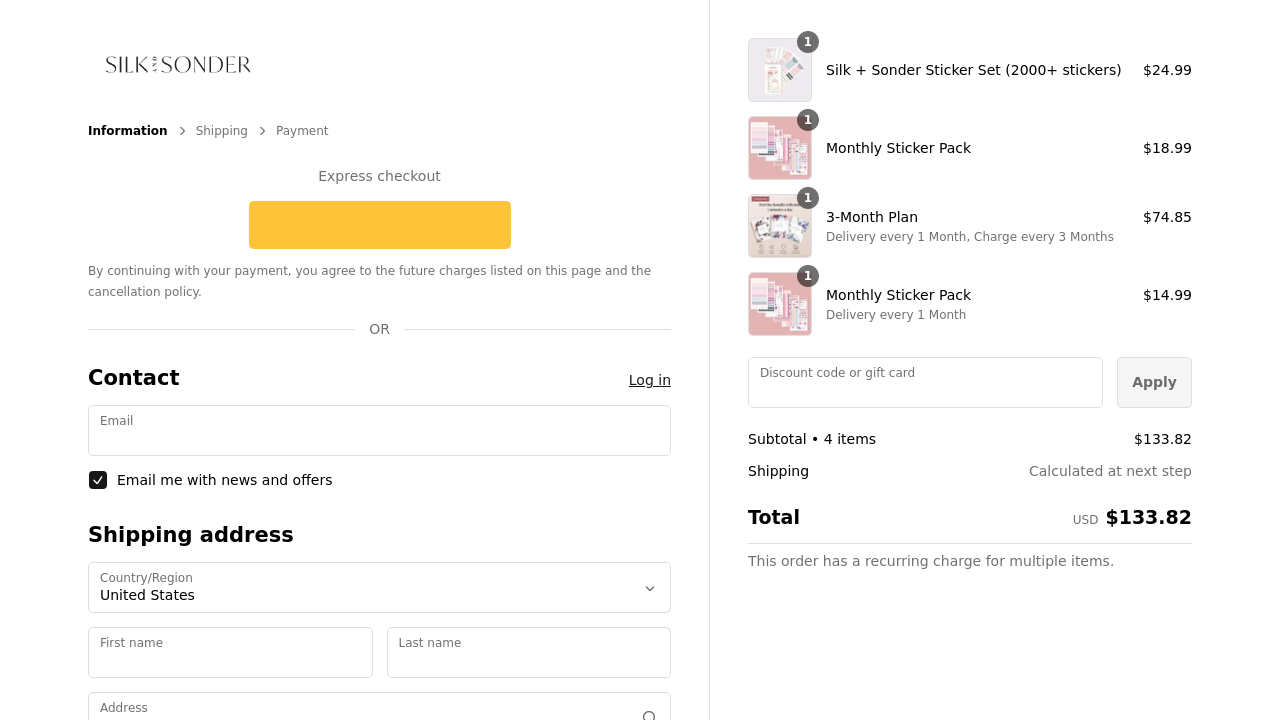 SILK AND SONDER
Information
Shipping
Payment
Express checkout
By continuing with your payment, you agree to the future charges listed on this page and the
cancellation policy.
OR
Contact
Log in
Email
Email me with news and offers
Shipping address
Country/Region
United States
First name
Last name
Address
1
Silk + Sonder Sticker Set (2000+ stickers)
$24.99
1
Monthly Sticker Pack
$18.99
1
3-Month Plan
$74.85
Delivery every 1 Month, Charge every 3 Months
1
Monthly Sticker Pack
$14.99
Delivery every 1 Month
Discount code or gift card
Apply
Subtotal • 4 items
$133.82
Shipping
Calculated at next step
Total
USD $133.82
This order has a recurring charge for multiple items.